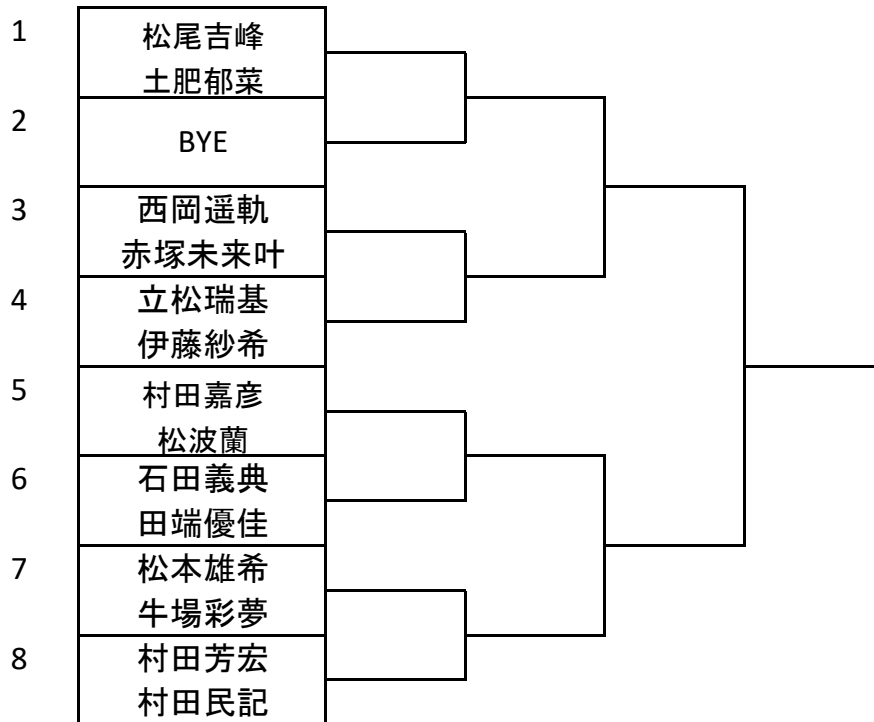 1
松尾吉峰
土肥郁菜
2
BYE
3
西岡遥軌
赤塚未来叶
4
立松瑞基
伊藤紗希
5
村田嘉彦
松波蘭
6
石田義典
田端優佳
7
松本雄希
牛場彩夢
8
村田芳宏
村田民記